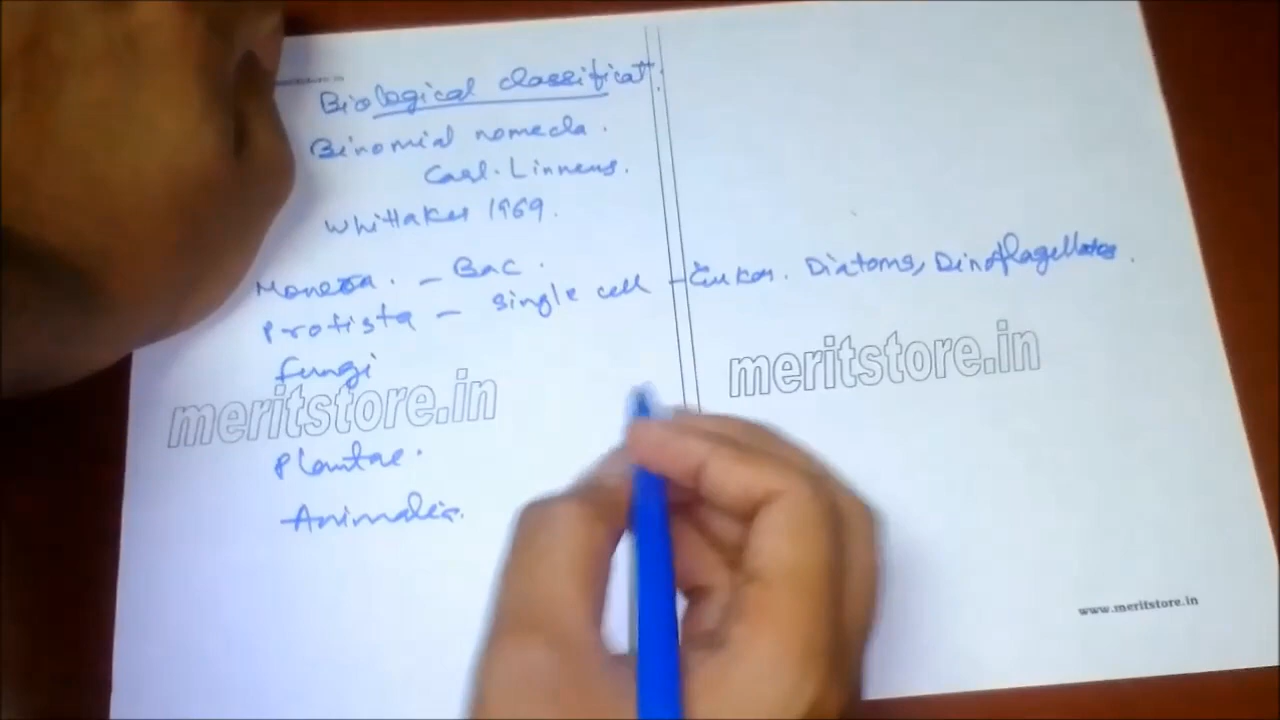 Biological classificat:
Binomial nomecla.
Carl. Linneus.
Whittaker 1969.
Monera. - Bac.
Protista - single cell - Eukar. Diatoms, Dinoflagellates.
fungi
meritstore.in
meritstore.in
Plantae.
Animalia.
www.meritstore.in